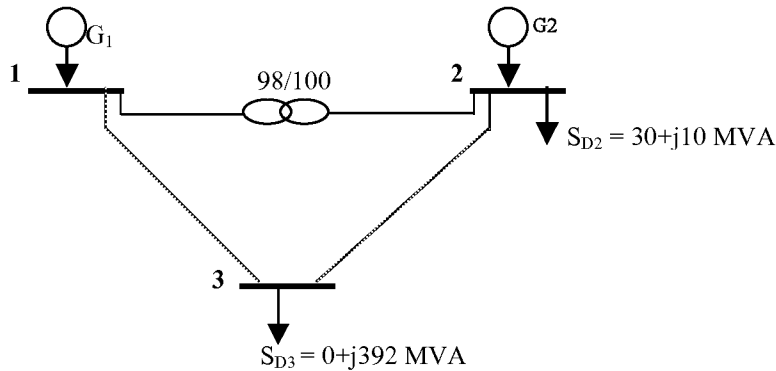 G₁
G2
98/100
1
2
S_D2 = 30+j10 MVA
3
S_D3 = 0+j392 MVA